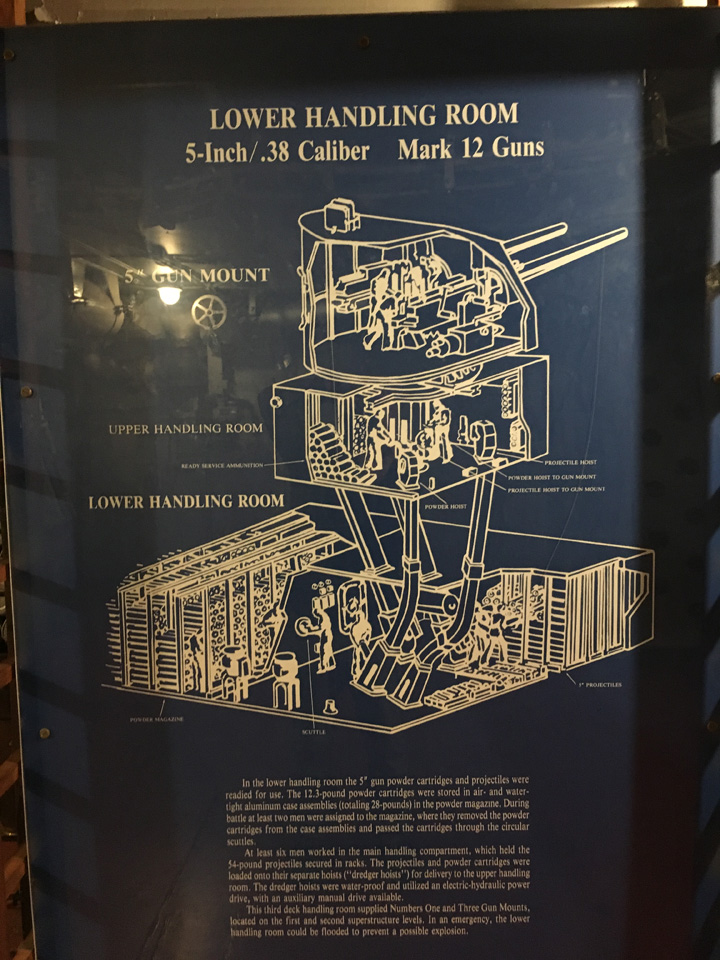 LOWER HANDLING ROOM
5-Inch/.38 Caliber Mark 12 Guns
5" GUN MOUNT
UPPER HANDLING ROOM
READY SERVICE AMMUNITION
PROJECTILE HOIST
POWDER HOIST TO GUN MOUNT
PROJECTILE HOIST TO GUN MOUNT
POWDER HOIST
LOWER HANDLING ROOM
5" PROJECTILES
POWDER MAGAZINE
SCUTTLE
In the lower handling room the 5" gun powder cartridges and projectiles were
readied for use. The 12.3-pound powder cartridges were stored in air- and water-
tight aluminum case assemblies (totaling 28-pounds) in the powder magazine. During
battle at least two men were assigned to the magazine, where they removed the powder
cartridges from the case assemblies and passed the cartridges through the circular
scuttles.
At least six men worked in the main handling compartment, which held the
54-pound projectiles secured in racks. The projectiles and powder cartridges were
loaded onto their separate hoists ("dredger hoists") for delivery to the upper handling
room. The dredger hoists were water-proof and utilized an electric-hydraulic power
drive, with an auxiliary manual drive available.
This third deck handling room supplied Numbers One and Three Gun Mounts,
located on the first and second superstructure levels. In an emergency, the lower
handling room could be flooded to prevent a possible explosion.